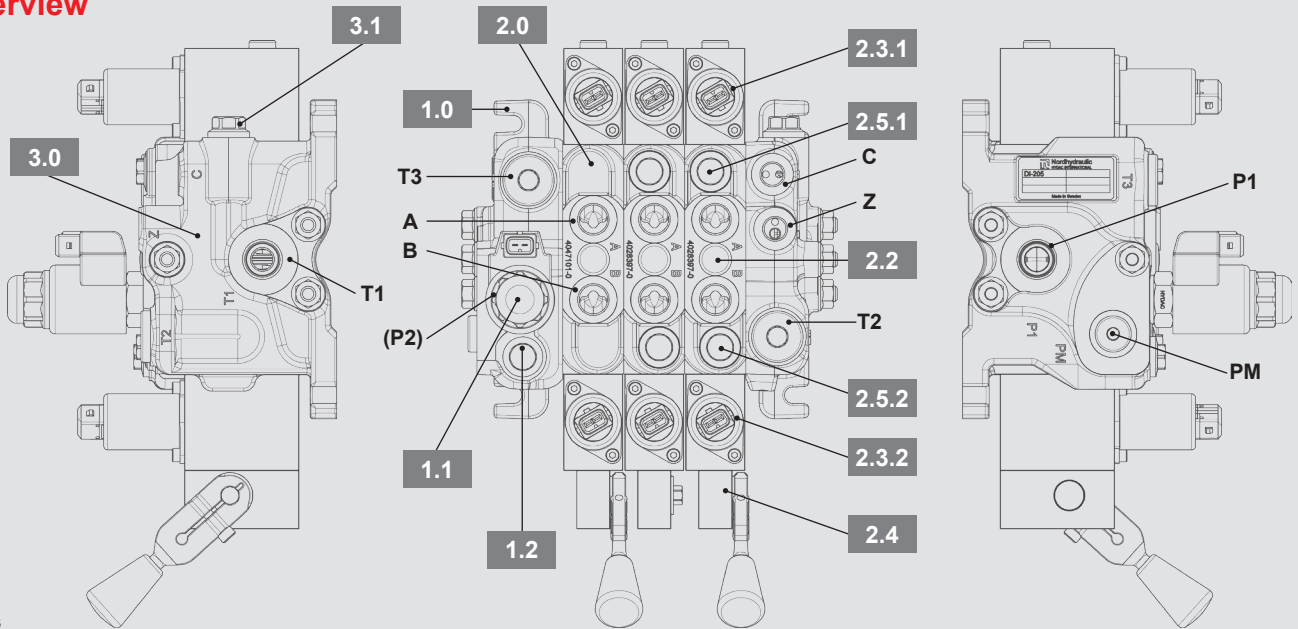 erview
3.1
2.0
2.3.1
1.0
2.5.1
3.0
C
T3
Z
P1
A
B
2.2
T1
(P2)
T2
PM
2.5.2
1.1
2.3.2
1.2
2.4
C
Z
T1
T2
4047101-0
A
B
4028397-0
A
B
4028397-0
A
B
Nordhydraulic
HYDAC INTERNATIONAL
DI-205
Made in Sweden
T3
P1
PM
HYDAC